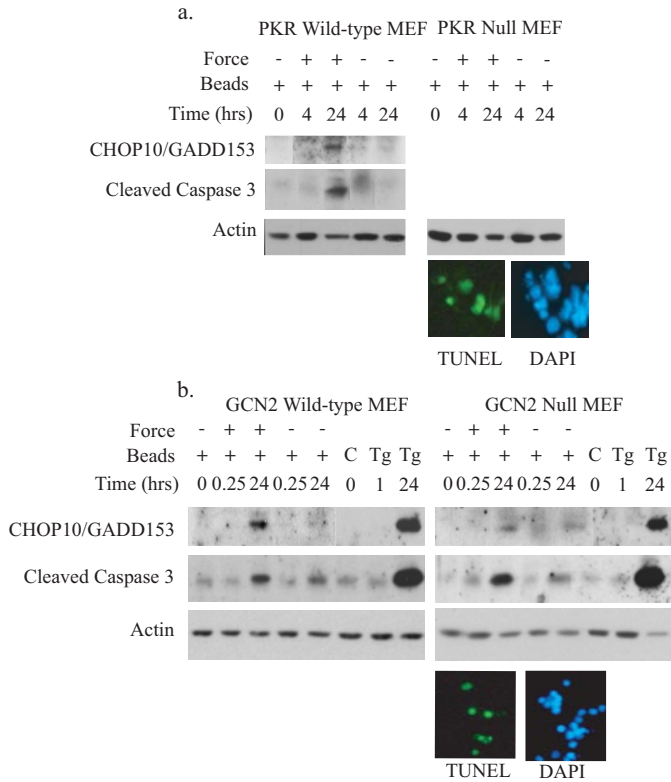 a.
PKR Wild-type MEF PKR Null MEF
Force - + + - - - + + - -
Beads + + + + + + + + + +
Time (hrs) 0 4 24 4 24 0 4 24 4 24
CHOP10/GADD153
Cleaved Caspase 3
Actin
TUNEL DAPI
b.
GCN2 Wild-type MEF GCN2 Null MEF
Force - + + - - - + + - -
Beads + + + + + C Tg Tg + + + + + C Tg Tg
Time (hrs) 0 0.25 24 0.25 24 0 1 24 0 0.25 24 0.25 24 0 1 24
CHOP10/GADD153
Cleaved Caspase 3
Actin
TUNEL DAPI